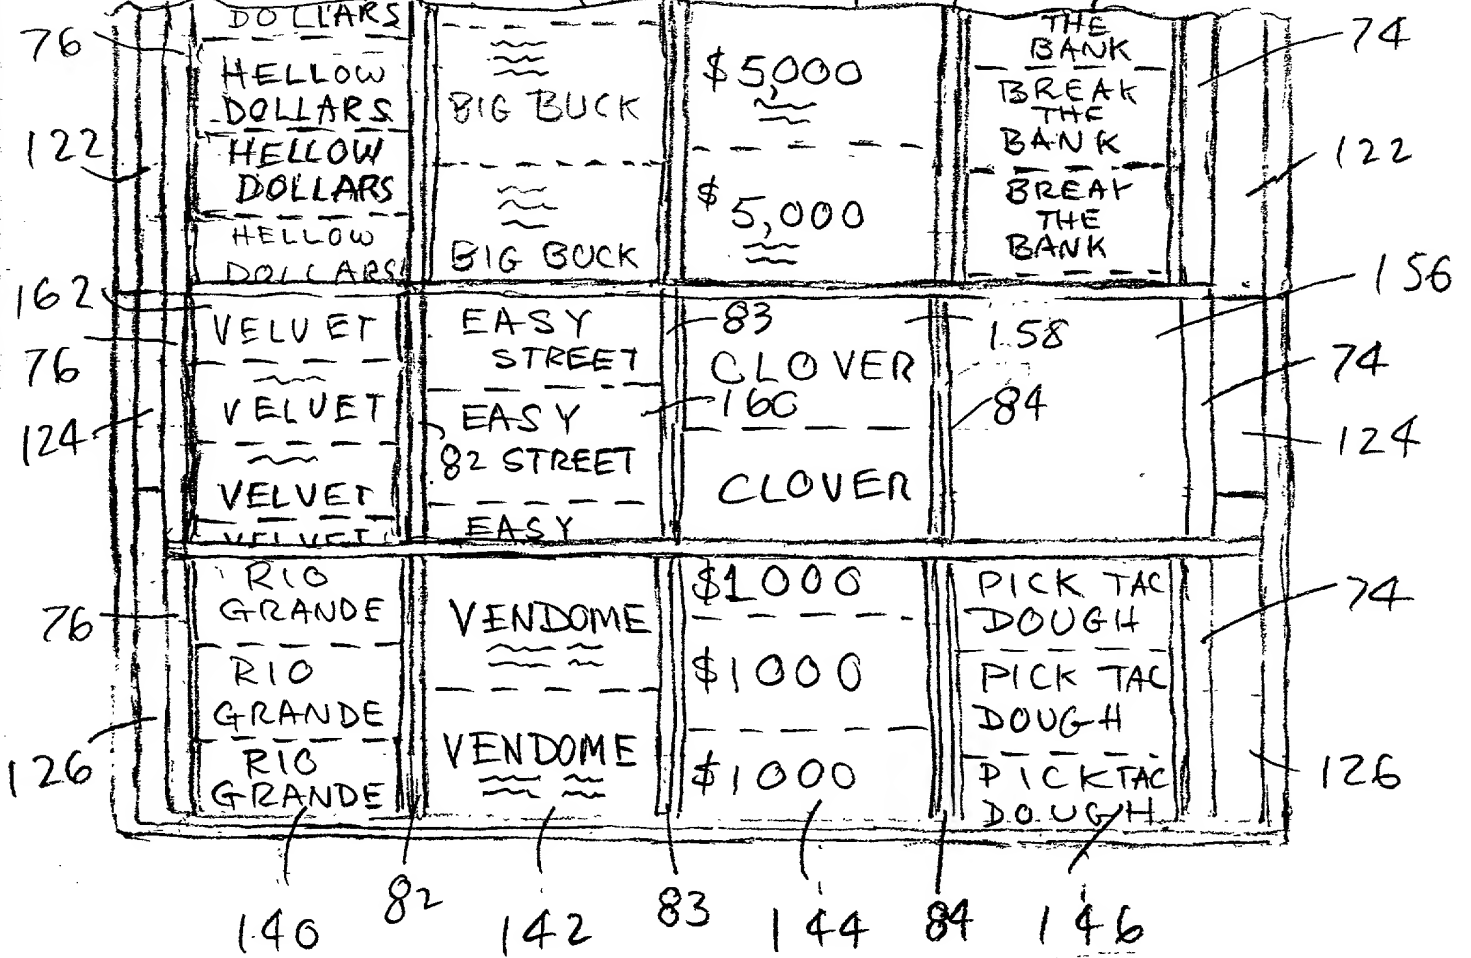 DOLLARS
HELLOW
DOLLARS
HELLOW
DOLLARS
HELLOW
DOLLARS
BIG BUCK
BIG BUCK
$5,000
$5,000
THE
BANK
BREAK
THE
BANK
BREAK
THE
BANK
76
122
74
122
162
76
124
VELVET
VELVET
VELVET
VELVET
EASY
STREET
EASY
82 STREET
EASY
83
CLOVER
160
CLOVER
158
84
156
74
124
76
126
RIO
GRANDE
RIO
GRANDE
RIO
GRANDE
VENDOME
VENDOME
$1000
$1000
$1000
PICK TAC
DOUGH
PICK TAC
DOUGH
PICK TAC
DOUGH
74
126
140 82 142 83 144 84 146